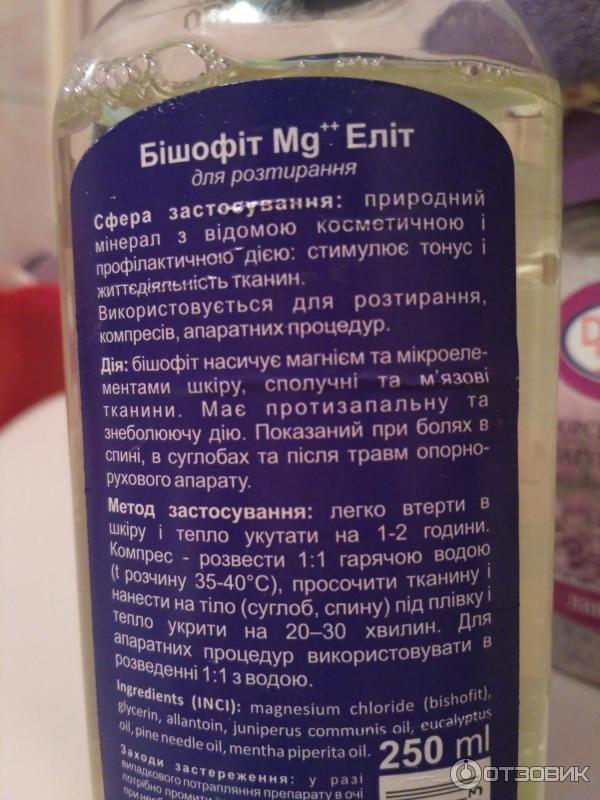 Бішофіт Mg⁺⁺ Еліт
для розтирання
Сфера застосування: природний
мінерал з відомою косметичною і
профілактичною дією: стимулює тонус і
життєдіяльність тканин.
Використовується для розтирання,
компресів, апаратних процедур.
Дія: бішофіт насичує магнієм та мікроеле-
ментами шкіру, сполучні та м'язові
тканини. Має протизапальну та
знеболюючу дію. Показаний при болях в
спині, в суглобах та після травм опорно-
рухового апарату.
Метод застосування: легко втерти в
шкіру і тепло укутати на 1-2 години.
Компрес - розвести 1:1 гарячою водою
(t розчину 35-40°С), просочити тканину і
нанести на тіло (суглоб, спину) під плівку і
тепло укрити на 20–30 хвилин. Для
апаратних процедур використовувати в
розведенні 1:1 з водою.
Ingredients (INCI): magnesium chloride (bishofit),
glycerin, allantoin, juniperus communis oil, eucalyptus
oil, pine needle oil, mentha piperita oil.
250 ml
Заходи застереження: у разі
випадкового потрапляння препарату в очі
потрібно промити
ОТЗОВИК